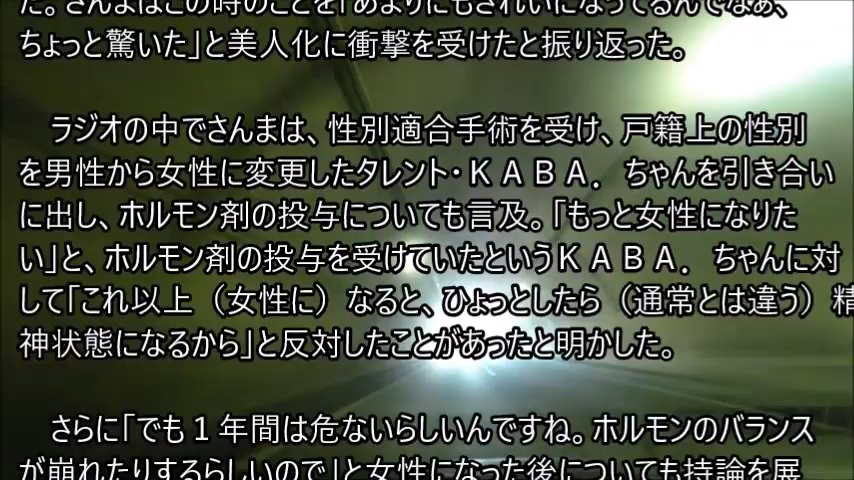 た。さんまはこの時のことを「あまりにもきれいになってるんでなあ、
ちょっと驚いた」と美人化に衝撃を受けたと振り返った。
ラジオの中でさんまは、性別適合手術を受け、戸籍上の性別
を男性から女性に変更したタレント・ＫＡＢＡ．ちゃんを引き合い
に出し、ホルモン剤の投与についても言及。「もっと女性になりた
い」と、ホルモン剤の投与を受けていたというＫＡＢＡ．ちゃんに対
して「これ以上（女性に）なると、ひょっとしたら（通常とは違う）精
神状態になるから」と反対したことがあったと明かした。
さらに「でも１年間は危ないらしいんですね。ホルモンのバランス
が崩れたりするらしいので」と女性になった後についても持論を展